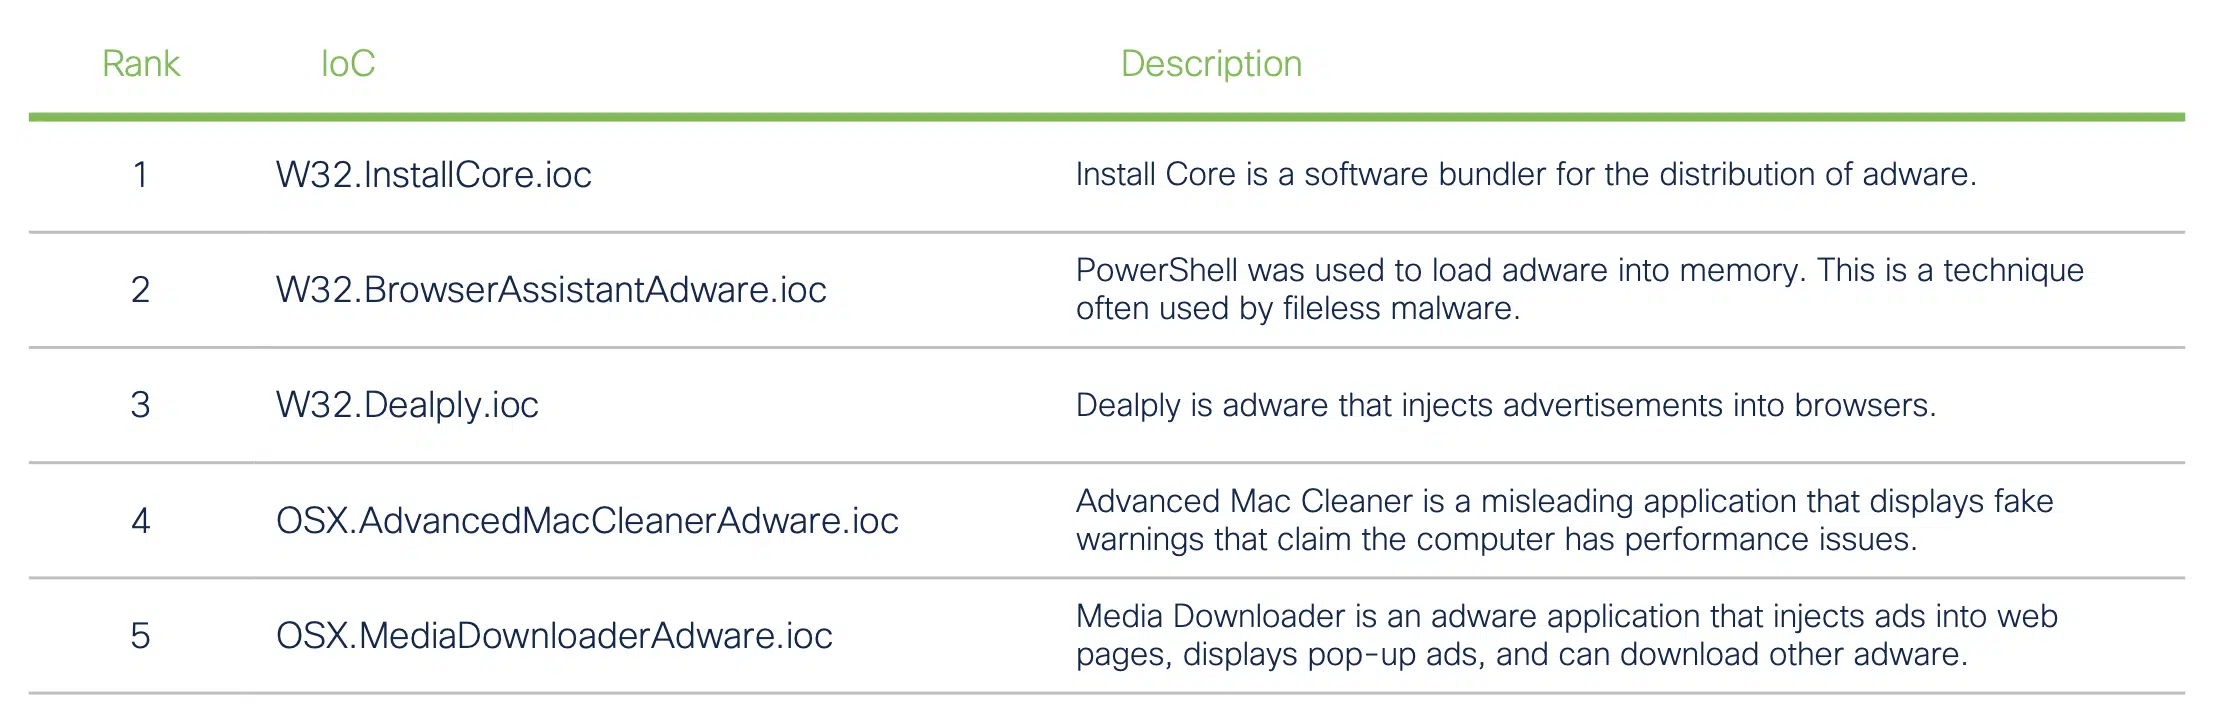 Rank IoC Description
1 W32.InstallCore.ioc Install Core is a software bundler for the distribution of adware.
2 W32.BrowserAssistantAdware.ioc PowerShell was used to load adware into memory. This is a technique
often used by fileless malware.
3 W32.Dealply.ioc Dealply is adware that injects advertisements into browsers.
4 OSX.AdvancedMacCleanerAdware.ioc Advanced Mac Cleaner is a misleading application that displays fake
warnings that claim the computer has performance issues.
5 OSX.MediaDownloaderAdware.ioc Media Downloader is an adware application that injects ads into web
pages, displays pop-up ads, and can download other adware.